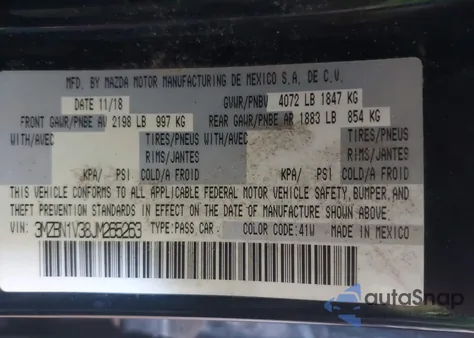 MFD. BY MAZDA MOTOR MANUFACTURING DE MEXICO S.A. DE C.V.
DATE 11/18 GVWR/PNBV 4072 LB 1847 KG
FRONT GAWR/PNBE AV 2198 LB 997 KG REAR GAWR/PNBE AR 1883 LB 854 KG
WITH/AVEC TIRES/PNEUS WITH/AVEC TIRES/PNEUS
RIMS/JANTES RIMS/JANTES
KPA/ PSI COLD/A FROID KPA/ PSI COLD/A FROID
THIS VEHICLE CONFORMS TO ALL APPLICABLE FEDERAL MOTOR VEHICLE SAFETY, BUMPER, AND
THEFT PREVENTION STANDARDS IN EFFECT ON THE DATE OF MANUFACTURE SHOWN ABOVE.
VIN: 3MZBN1V38JM265263 TYPE: PASS.CAR. COLOR CODE: 41W MADE IN MEXICO
autoSnap